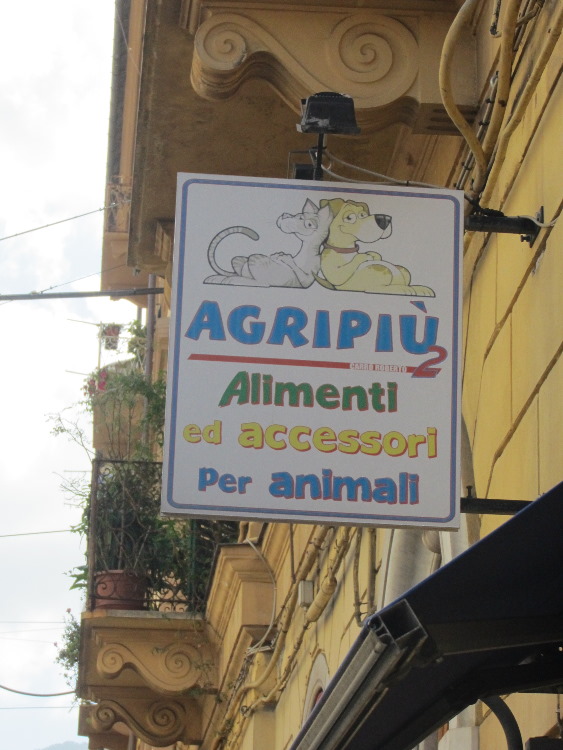 AGRIPIÙ
2
Alimenti
ed accessori
Per animali